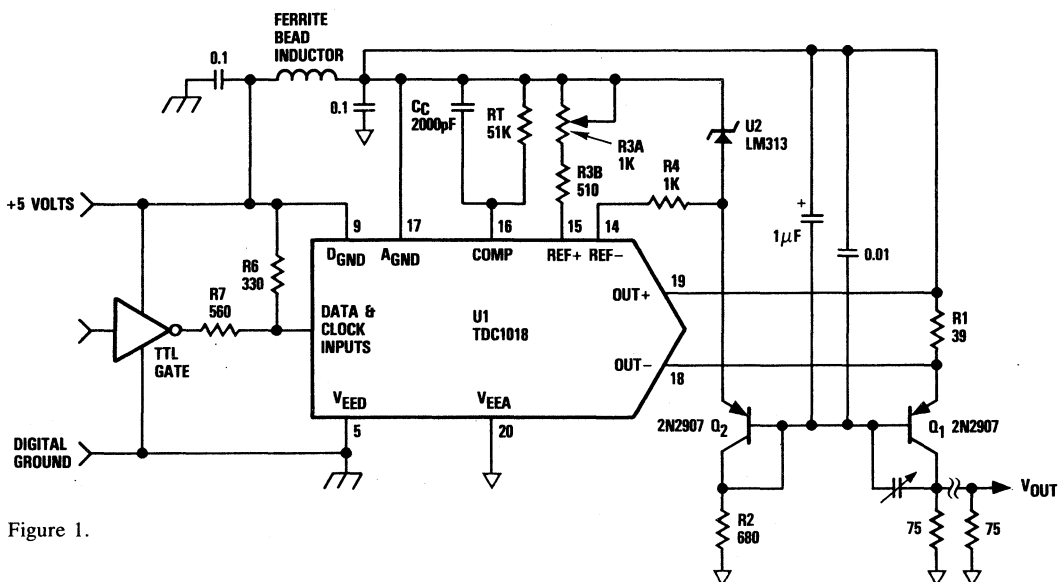 FERRITE
BEAD
INDUCTOR
0.1
0.1
CC
2000pF
RT
51K
R3A
1K
R3B
510
R4
1K
U2
LM313
+5 VOLTS
9
17
16
15
14
+
1µF
0.01
DGND
AGND
COMP
REF+
REF−
R6
330
R7
560
TTL
GATE
DATA &
CLOCK
INPUTS
U1
TDC1018
OUT+
19
OUT−
18
R1
39
VEED
5
VEEA
20
DIGITAL
GROUND
2N2907 Q2
Q1 2N2907
R2
680
75
75
VOUT
Figure 1.